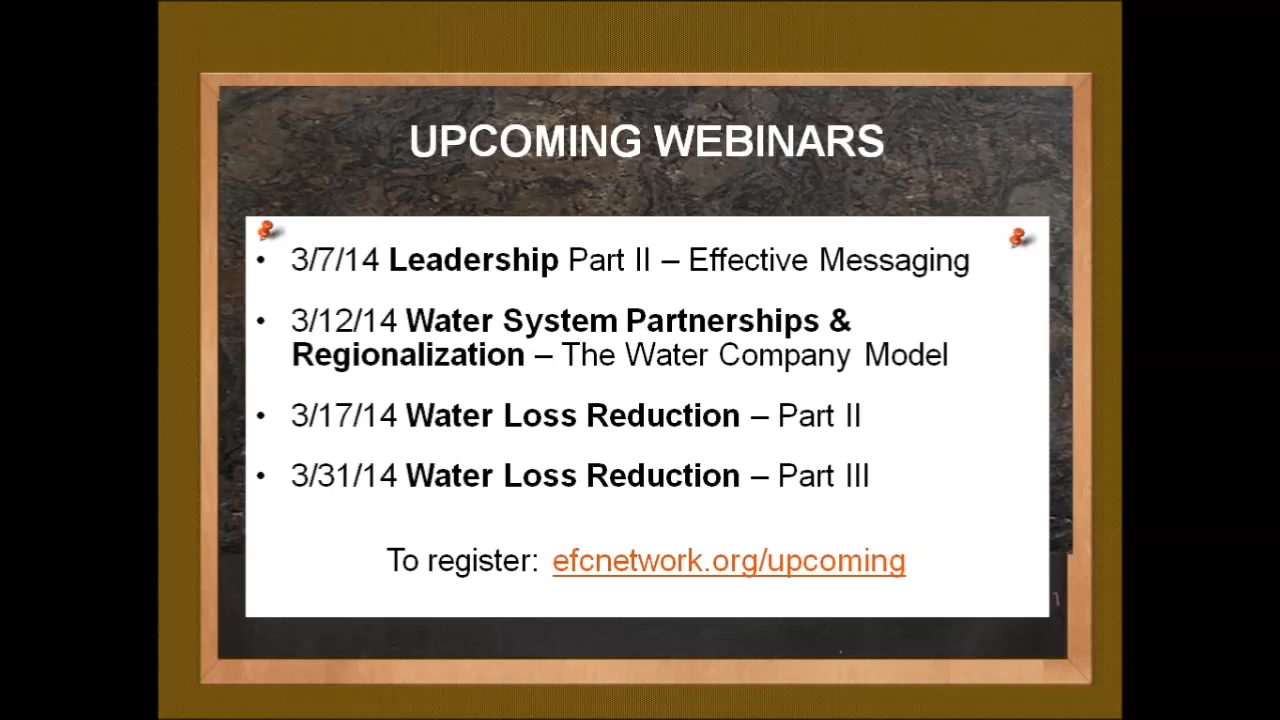 UPCOMING WEBINARS
• 3/7/14 Leadership Part II – Effective Messaging
• 3/12/14 Water System Partnerships &
Regionalization – The Water Company Model
• 3/17/14 Water Loss Reduction – Part II
• 3/31/14 Water Loss Reduction – Part III
To register: efcnetwork.org/upcoming